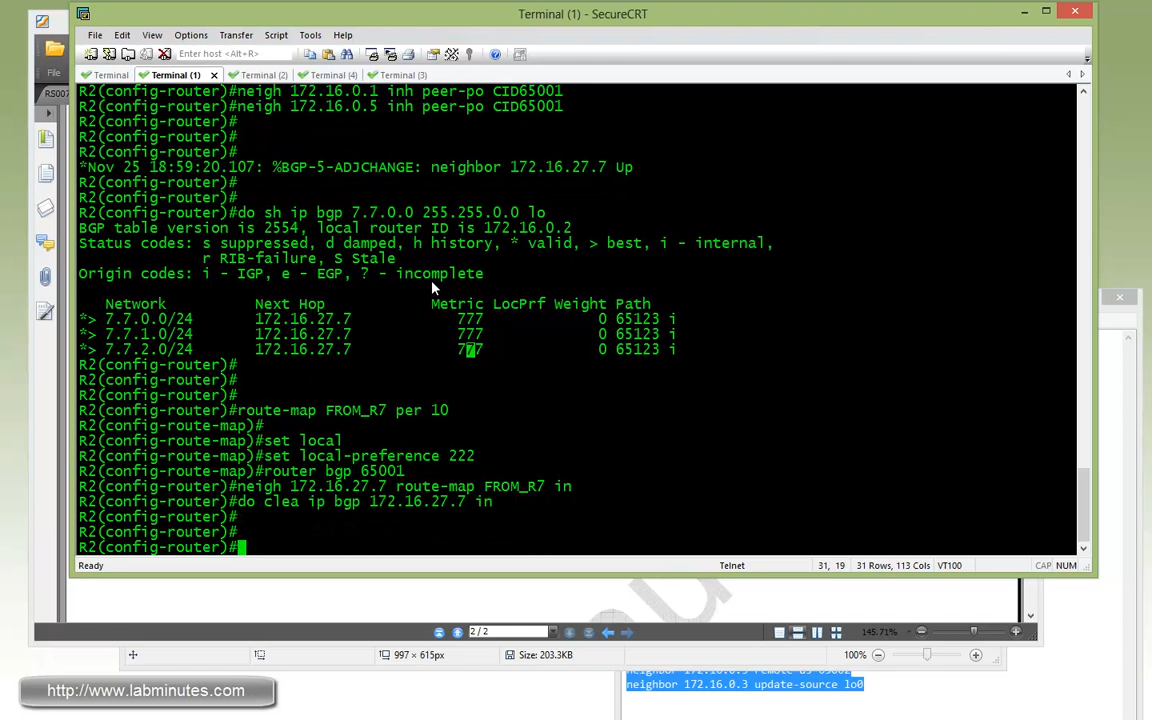 Terminal (1) - SecureCRT
File Edit View Options Transfer Script Tools Help
Enter host <Alt+R>
Terminal Terminal (1) Terminal (2) Terminal (4) Terminal (3)
File
RS007
R2(config-router)#neigh 172.16.0.1 inh peer-po CID65001
R2(config-router)#neigh 172.16.0.5 inh peer-po CID65001
R2(config-router)#
R2(config-router)#
R2(config-router)#
*Nov 25 18:59:20.107: %BGP-5-ADJCHANGE: neighbor 172.16.27.7 Up
R2(config-router)#
R2(config-router)#
R2(config-router)#do sh ip bgp 7.7.0.0 255.255.0.0 lo
BGP table version is 2554, local router ID is 172.16.0.2
Status codes: s suppressed, d damped, h history, * valid, > best, i - internal,
r RIB-failure, S Stale
Origin codes: i - IGP, e - EGP, ? - incomplete
Network Next Hop Metric LocPrf Weight Path
*> 7.7.0.0/24 172.16.27.7 777 0 65123 i
*> 7.7.1.0/24 172.16.27.7 777 0 65123 i
*> 7.7.2.0/24 172.16.27.7 777 0 65123 i
R2(config-router)#
R2(config-router)#
R2(config-router)#
R2(config-router)#route-map FROM_R7 per 10
R2(config-route-map)#
R2(config-route-map)#set local
R2(config-route-map)#set local-preference 222
R2(config-route-map)#router bgp 65001
R2(config-router)#neigh 172.16.27.7 route-map FROM_R7 in
R2(config-router)#do clea ip bgp 172.16.27.7 in
R2(config-router)#
R2(config-router)#
R2(config-router)#
Ready Telnet 31, 19 31 Rows, 113 Cols VT100 CAP NUM
2 / 2 145.71%
997 × 615px Size: 203.3KB 100%
neighbor 172.16.0.3 update-source lo0
http://www.labminutes.com